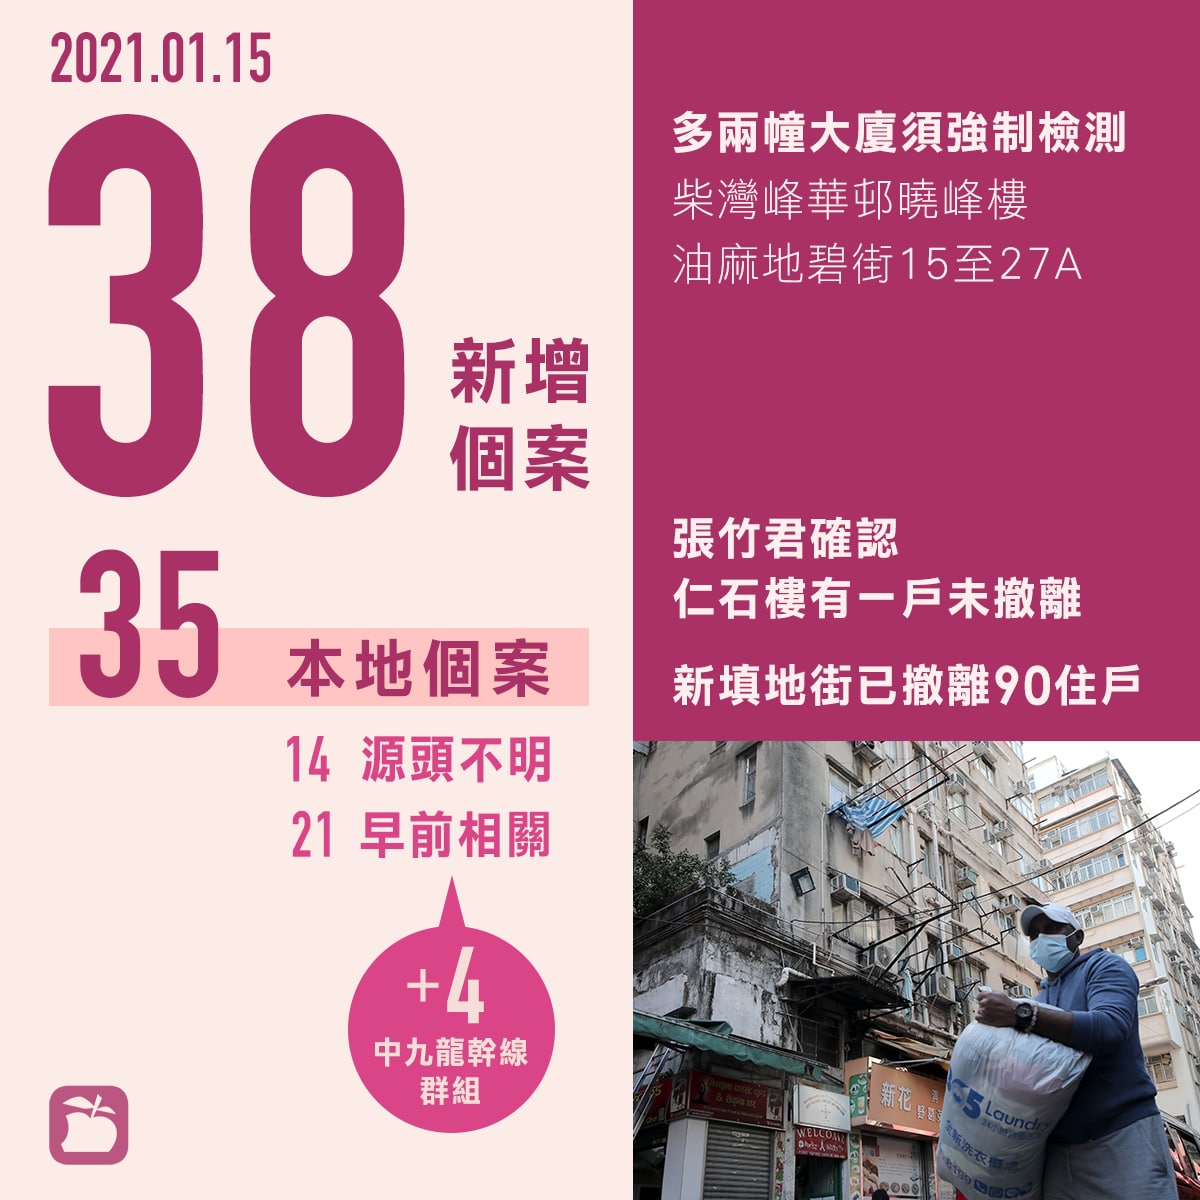 2021.01.15
38
新增
個案
35
本地個案
14 源頭不明
21 早前相關
+4
中九龍幹線
群組
多兩幢大廈須強制檢測
柴灣峰華邨曉峰樓
油麻地碧街15至27A
張竹君確認
仁石樓有一戶未撤離
新填地街已撤離90住戶
新花
WELCOME
Laundry